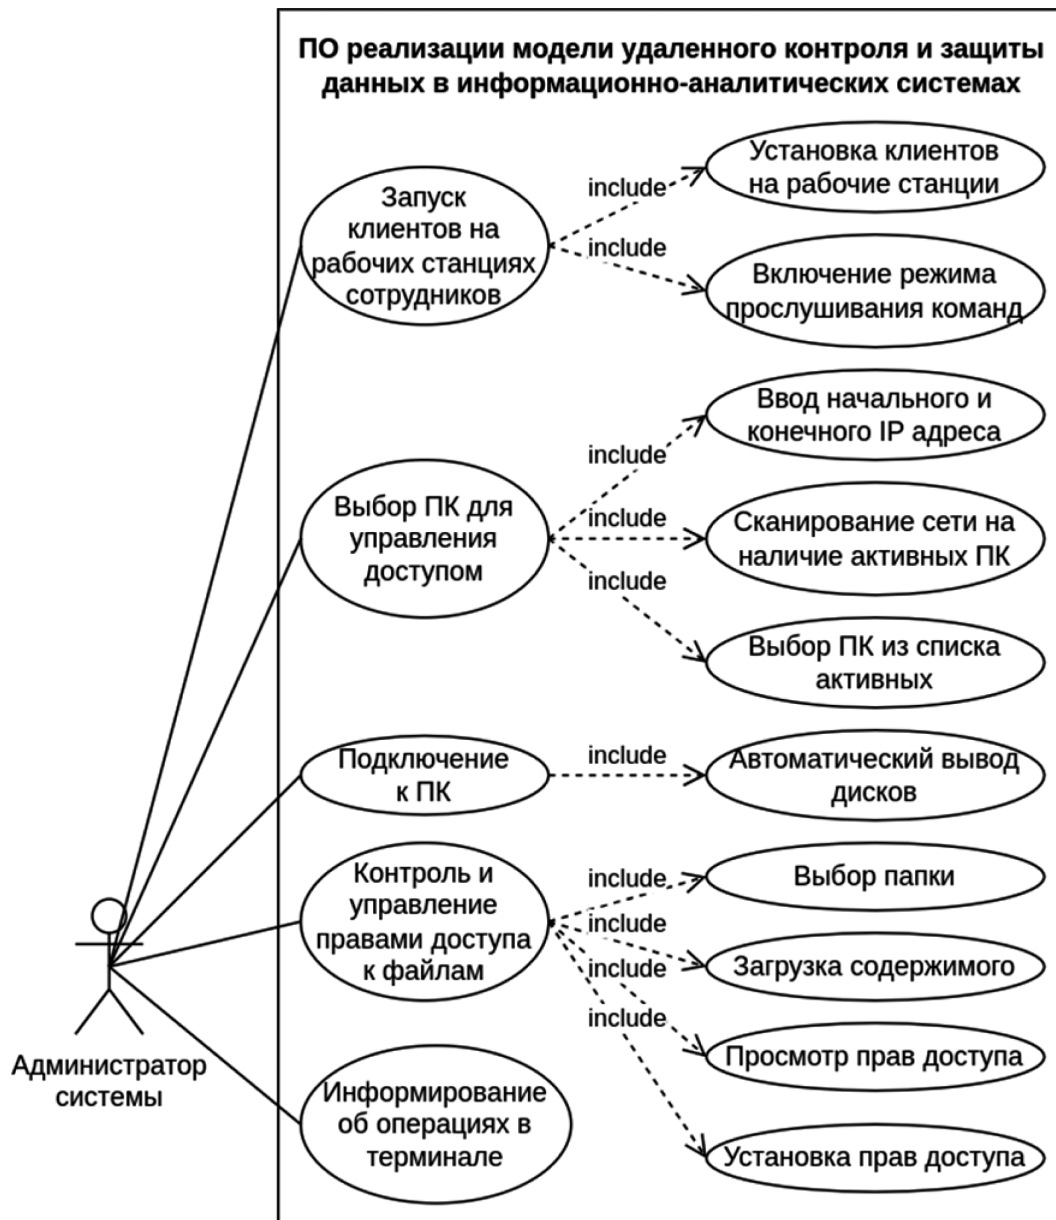 ПО реализации модели удаленного контроля и защиты
данных в информационно-аналитических системах
Запуск
клиентов на
рабочих станциях
сотрудников
include
include
Установка клиентов
на рабочие станции
Включение режима
прослушивания команд
Выбор ПК для
управления
доступом
include
include
include
Ввод начального и
конечного IP адреса
Сканирование сети на
наличие активных ПК
Выбор ПК из списка
активных
Подключение
к ПК
include
Автоматический вывод
дисков
Контроль и
управление
правами доступа
к файлам
include
include
include
include
Выбор папки
Загрузка содержимого
Просмотр прав доступа
Установка прав доступа
Администратор
системы
Информирование
об операциях в
терминале